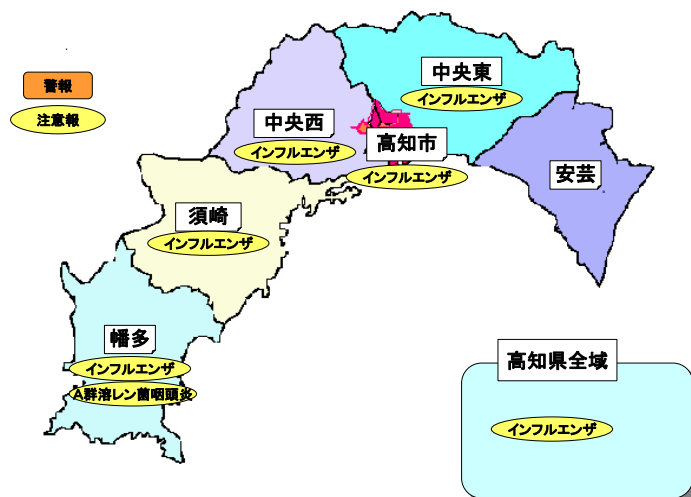 警報
注意報
中央東
インフルエンザ
中央西
インフルエンザ
高知市
インフルエンザ
安芸
須崎
インフルエンザ
幡多
インフルエンザ
A群溶レン菌咽頭炎
高知県全域
インフルエンザ